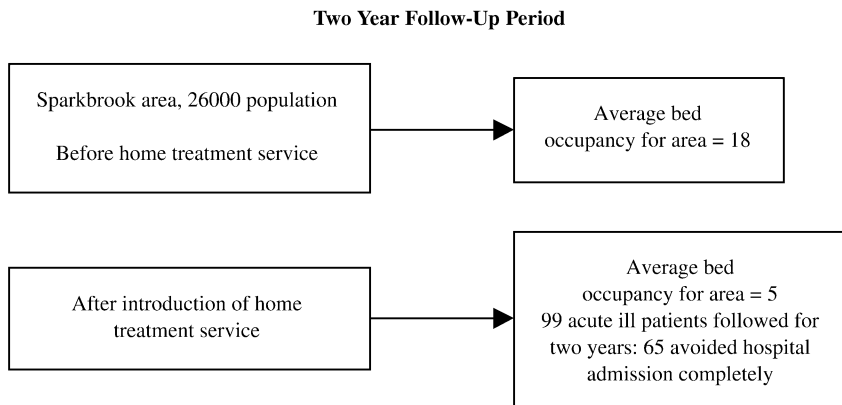 Two Year Follow-Up Period
Sparkbrook area, 26000 population
Before home treatment service
Average bed
occupancy for area = 18
After introduction of home
treatment service
Average bed
occupancy for area = 5
99 acute ill patients followed for
two years: 65 avoided hospital
admission completely